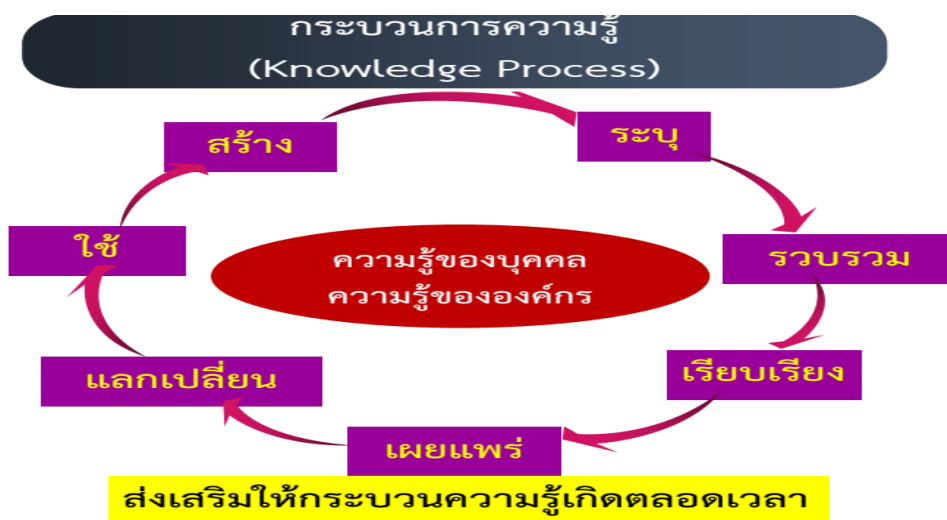 กระบวนการความรู้
(Knowledge Process)
สร้าง
ระบุ
รวบรวม
เรียบเรียง
เผยแพร่
แลกเปลี่ยน
ใช้
ความรู้ของบุคคล
ความรู้ขององค์กร
ส่งเสริมให้กระบวนความรู้เกิดตลอดเวลา